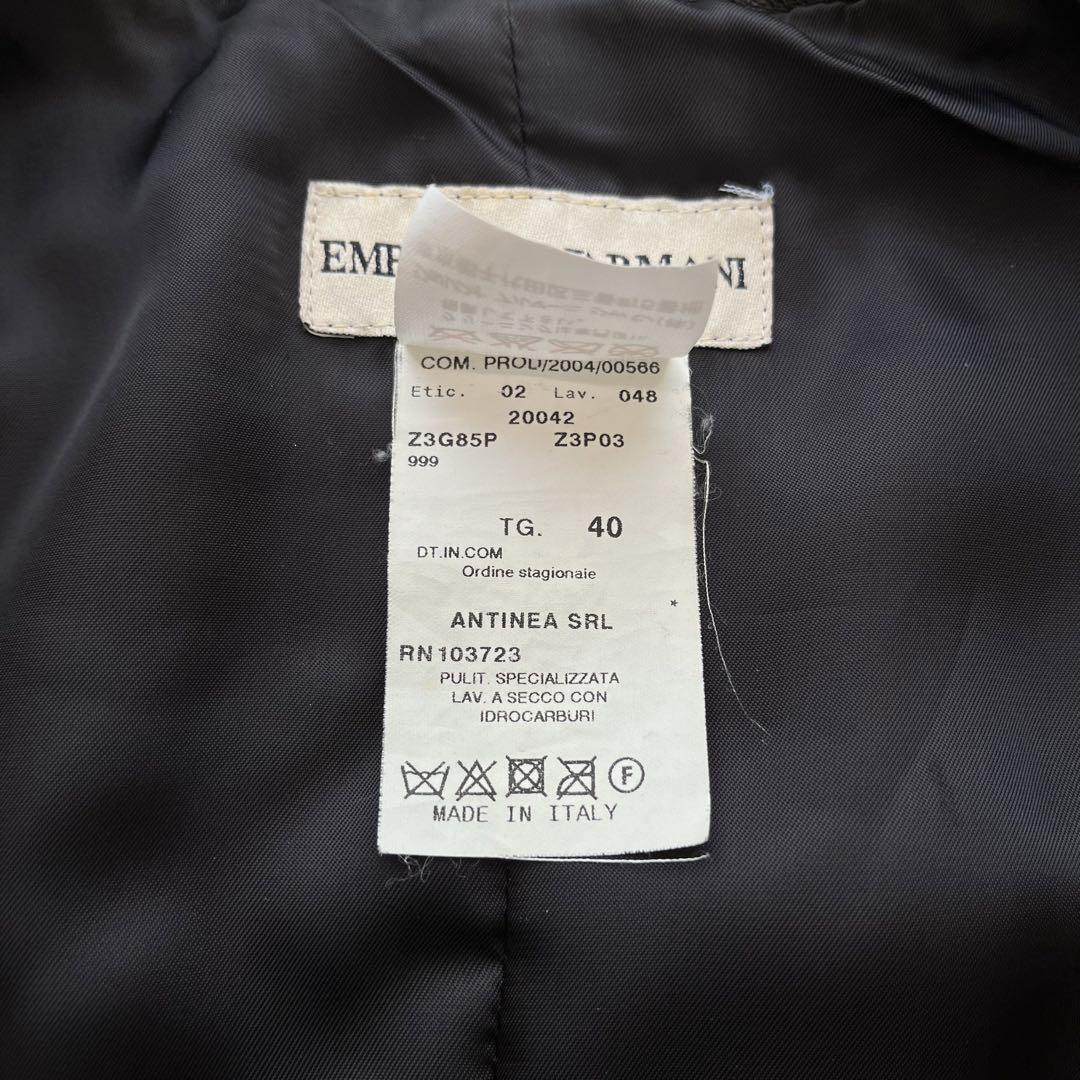 EMP ARMANI
COM. PROD/2004/00566
Etic. 02 Lav. 048
20042
Z3G85P Z3P03
999
TG. 40
DT.IN.COM
Ordine stagionale
*
ANTINEA SRL
RN103723
PULIT. SPECIALIZZATA
LAV. A SECCO CON
IDROCARBURI
F
MADE IN ITALY